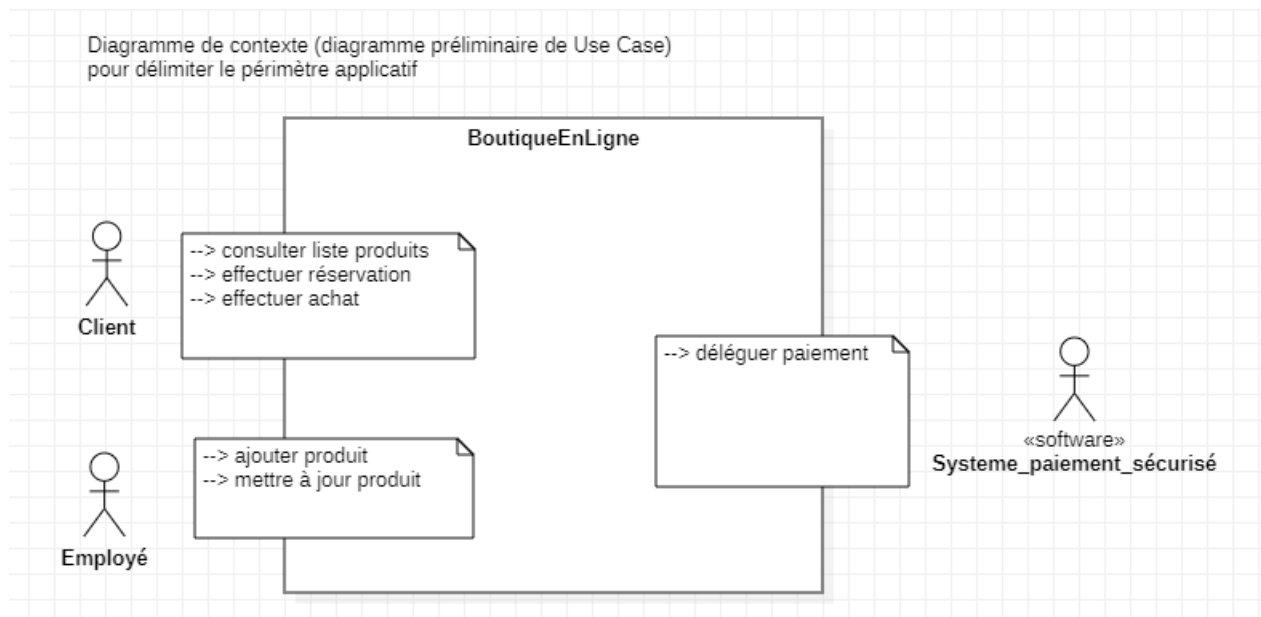 Diagramme de contexte (diagramme préliminaire de Use Case)
pour délimiter le périmètre applicatif
BoutiqueEnLigne
--> consulter liste produits
--> effectuer réservation
--> effectuer achat
Client
--> déléguer paiement
«software»
Systeme_paiement_sécurisé
--> ajouter produit
--> mettre à jour produit
Employé